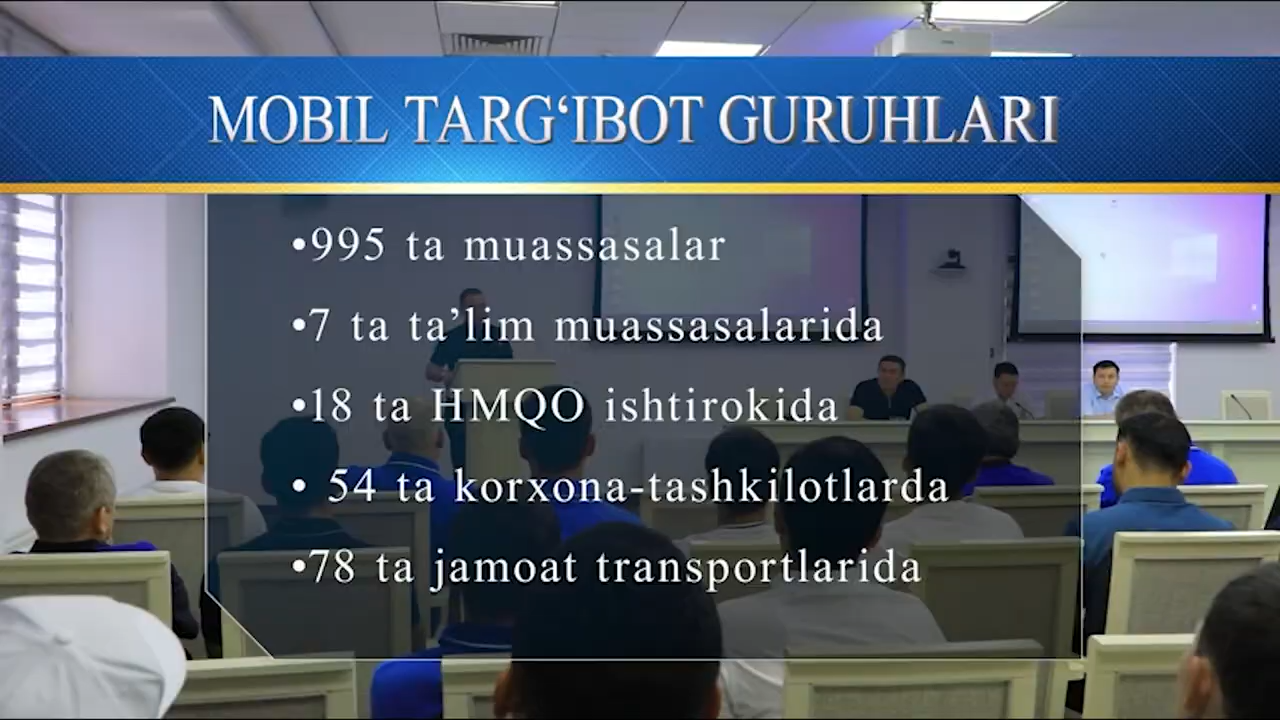 MOBIL TARG‘IBOT GURUHLARI
•995 ta muassasalar
•7 ta ta’lim muassasalarida
•18 ta HMQO ishtirokida
• 54 ta korxona-tashkilotlarda
•78 ta jamoat transportlarida